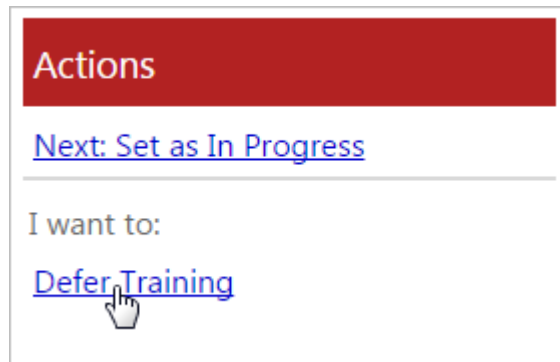 Actions
Next: Set as In Progress
I want to:
Defer Training